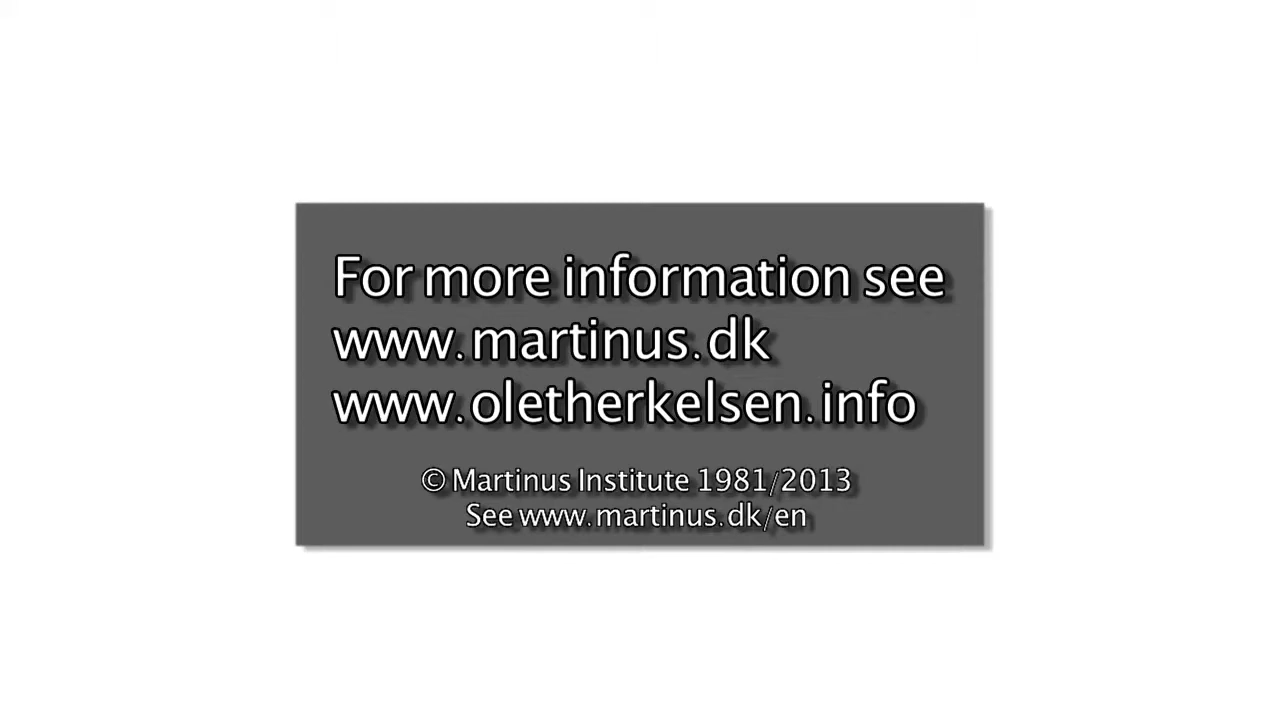 For more information see
www.martinus.dk
www.oletherkelsen.info
© Martinus Institute 1981/2013
See www.martinus.dk/en